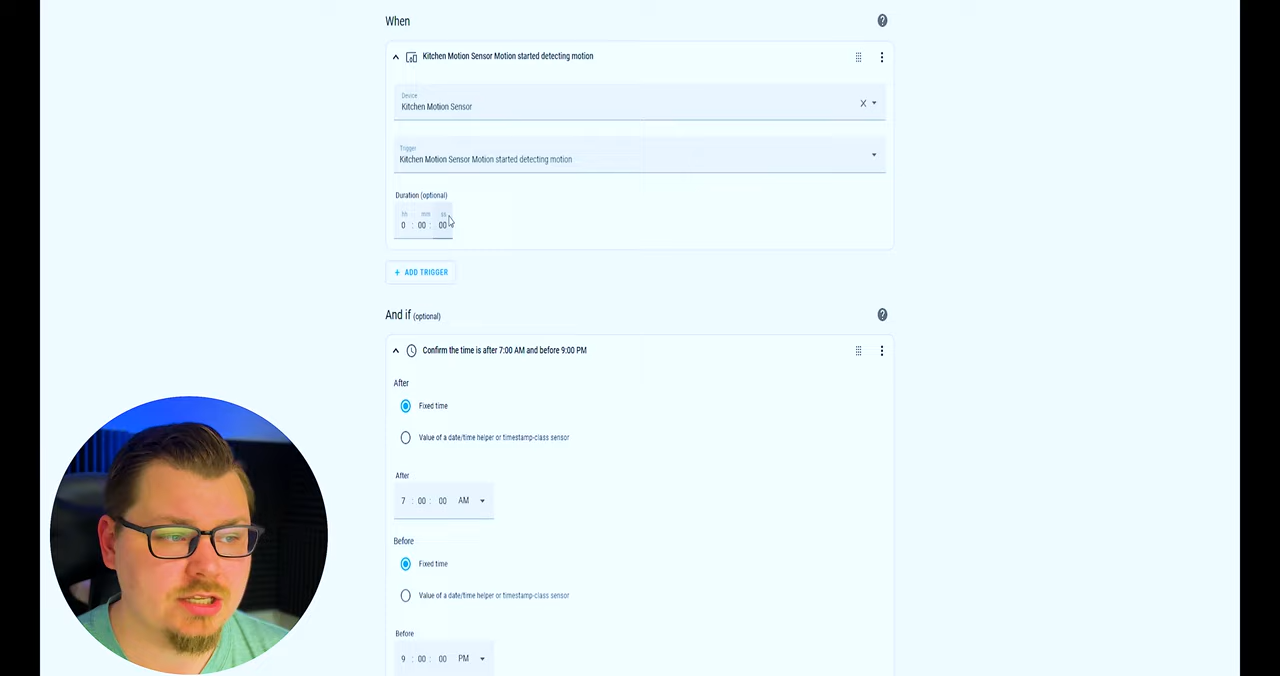 When
Kitchen Motion Sensor Motion started detecting motion
Device
Kitchen Motion Sensor
X
Trigger
Kitchen Motion Sensor Motion started detecting motion
Duration (optional)
hh mm ss
0 : 00 : 00
+ ADD TRIGGER
And if (optional)
Confirm the time is after 7:00 AM and before 9:00 PM
After
Fixed time
Value of a date/time helper or timestamp-class sensor
After
7 : 00 : 00 AM
Before
Fixed time
Value of a date/time helper or timestamp-class sensor
Before
9 : 00 : 00 PM